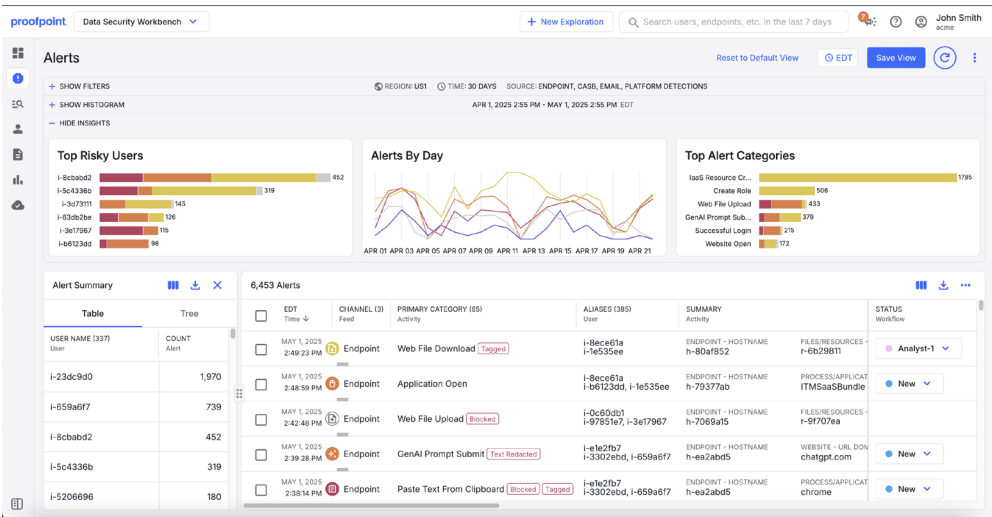 proofpoint.
Data Security Workbench
+ New Exploration
Search users, endpoints, etc. in the last 7 days
7
John Smith
acme
Alerts
Reset to Default View
EDT
Save View
+ SHOW FILTERS
REGION: US1
TIME: 30 DAYS
SOURCE: ENDPOINT, CASB, EMAIL, PLATFORM DETECTIONS
+ SHOW HISTOGRAM
APR 1, 2025 2:55 PM - MAY 1, 2025 2:55 PM EDT
— HIDE INSIGHTS
Top Risky Users
i-8cbabd2 452
i-5c4336b 319
i-3d73111 145
i-63db2be 126
i-3e17967 115
i-b6123dd 98
Alerts By Day
APR 01 APR 03 APR 05 APR 07 APR 09 APR 11 APR 13 APR 15 APR 17 APR 19 APR 21
Top Alert Categories
IaaS Resource Cr... 1785
Create Role 506
Web File Upload 433
GenAI Prompt Sub... 379
Successful Login 215
Website Open 172
Alert Summary
Table
Tree
USER NAME (337) COUNT
User Alert
i-23dc9d0 1,970
i-659a6f7 739
i-8cbabd2 452
i-5c4336b 319
i-5206696 180
6,453 Alerts
EDT CHANNEL (3) PRIMARY CATEGORY (65) ALIASES (385) SUMMARY STATUS
Time Feed Activity User Activity Workflow
MAY 1, 2025 i-8ece61a ENDPOINT - HOSTNAME FILES/RESOURCES -
2:49:23 PM Endpoint Web File Download Tagged i-1e535ee h-80af852 r-6b29811 Analyst-1
MAY 1, 2025 i-8ece61a ENDPOINT - HOSTNAME PROCESS/APPLICAT
2:48:59 PM Endpoint Application Open i-b6123dd, i-1e535ee h-79377ab ITMSaaSBundle New
MAY 1, 2025 i-0c60db1 ENDPOINT - HOSTNAME FILES/RESOURCES -
2:42:48 PM Endpoint Web File Upload Blocked i-97851e7, i-3e17967 h-7069a15 r-9f707ea
MAY 1, 2025 i-e1e2fb7 ENDPOINT - HOSTNAME WEBSITE - URL DOM
2:39:28 PM Endpoint GenAI Prompt Submit Text Redacted i-3302ebd, i-659a6f7 h-ea2abd5 chatgpt.com New
MAY 1, 2025 i-e1e2fb7 ENDPOINT - HOSTNAME PROCESS/APPLICAT
2:38:14 PM Endpoint Paste Text From Clipboard Blocked Tagged i-3302ebd, i-659a6f7 h-ea2abd5 chrome New